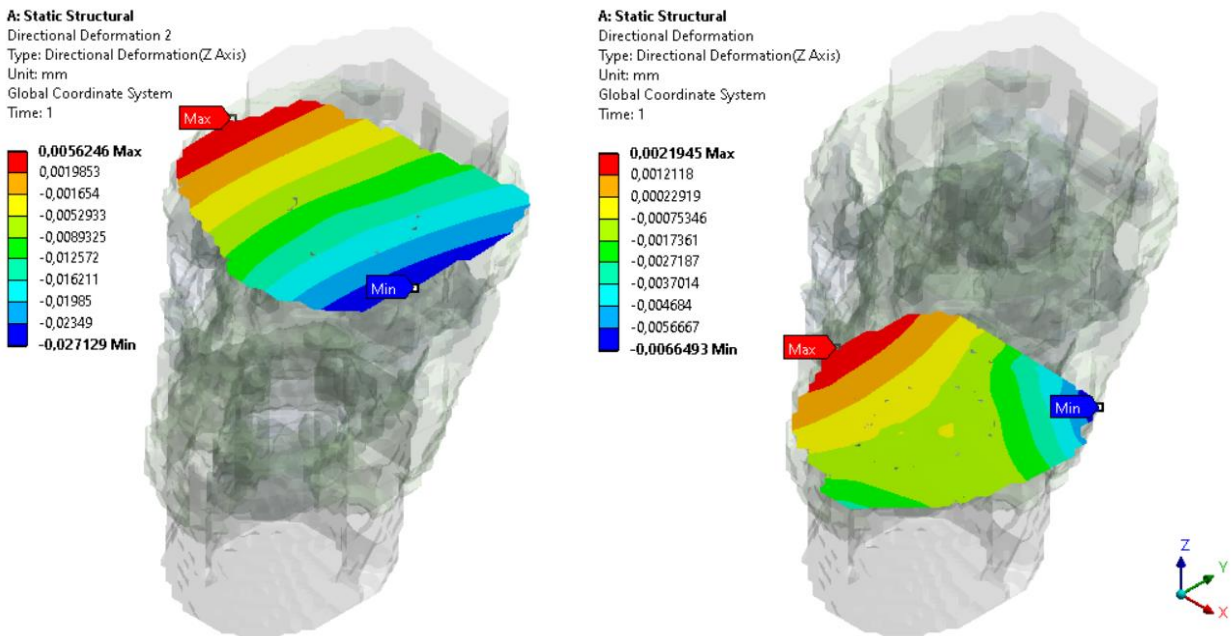 A: Static Structural
Directional Deformation 2
Type: Directional Deformation(Z Axis)
Unit: mm
Global Coordinate System
Time: 1
Max
0,0056246 Max
0,0019853
-0,001654
-0,0052933
-0,0089325
-0,012572
-0,016211
-0,01985
-0,02349
-0,027129 Min
Min
A: Static Structural
Directional Deformation
Type: Directional Deformation(Z Axis)
Unit: mm
Global Coordinate System
Time: 1
0,0021945 Max
0,0012118
0,00022919
-0,00075346
-0,0017361
-0,0027187
-0,0037014
-0,004684
-0,0056667
-0,0066493 Min
Max
Min
Z
Y
X